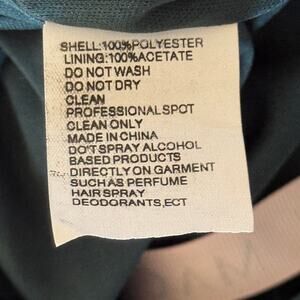 SHELL:100%POLYESTER
LINING:100%ACETATE
DO NOT WASH
DO NOT DRY
CLEAN
PROFESSIONAL SPOT
CLEAN ONLY
MADE IN CHINA
DO'T SPRAY ALCOHOL
BASED PRODUCTS
DIRECTLY ON GARMENT
SUCH AS PERFUME
HAIR SPRAY
DEODORANTS,ECT